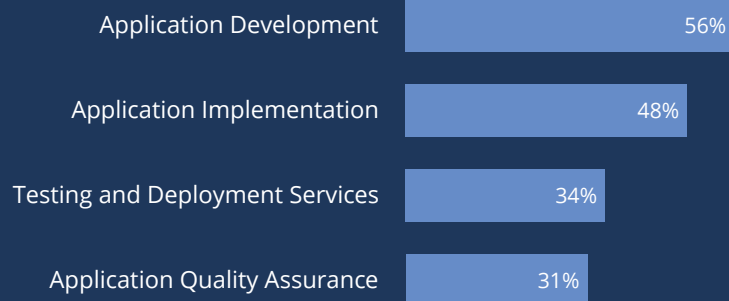 Application Development 56%
Application Implementation 48%
Testing and Deployment Services 34%
Application Quality Assurance 31%